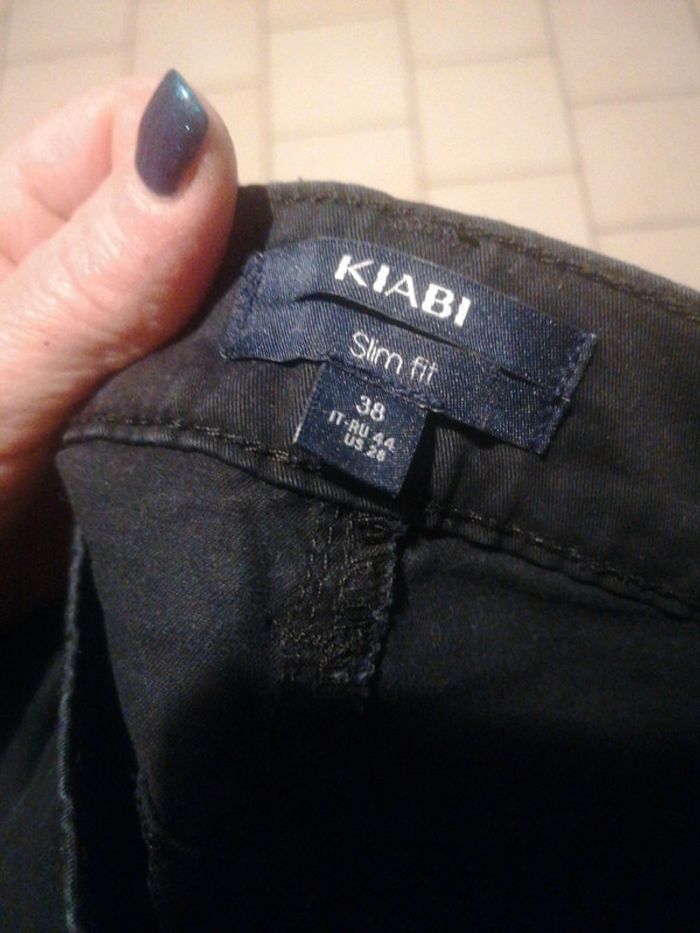 KIABI
Slim fit
38
IT-RU 44
US 28